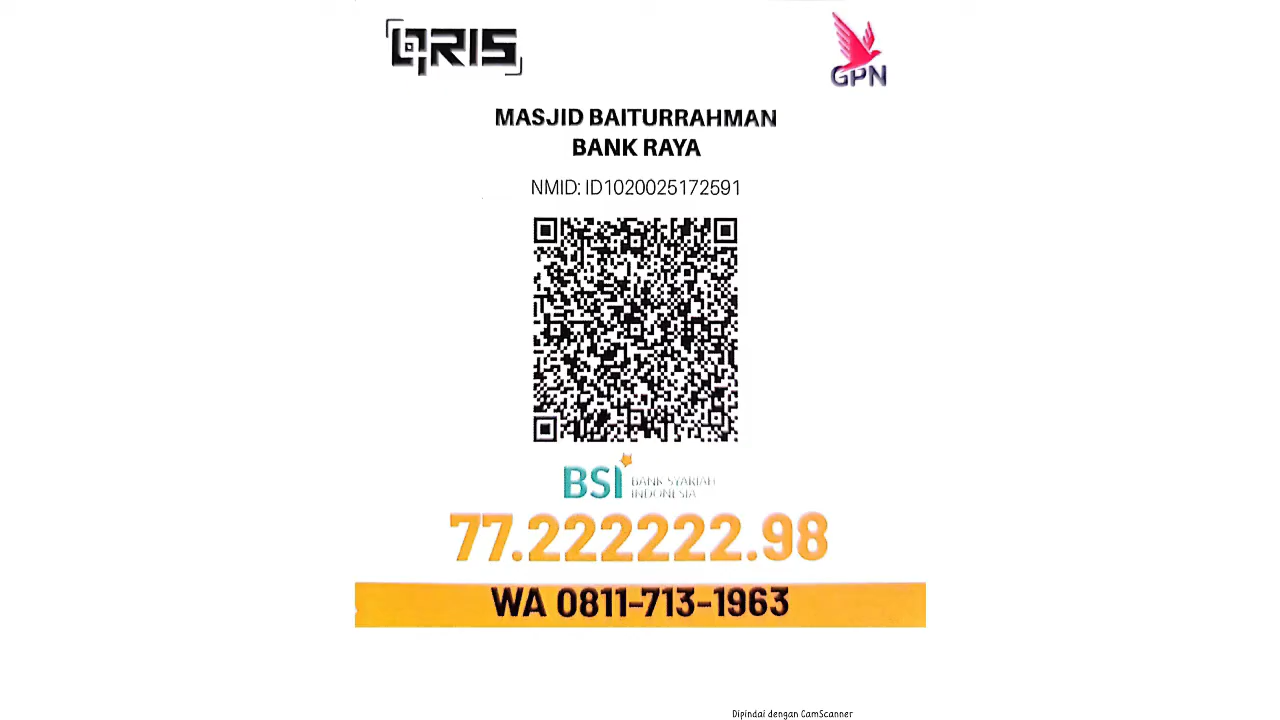 QRIS
GPN
MASJID BAITURRAHMAN
BANK RAYA
NMID: ID1020025172591
BSI BANK SYARIAH
INDONESIA
77.222222.98
WA 0811-713-1963
Dipindai dengan CamScanner